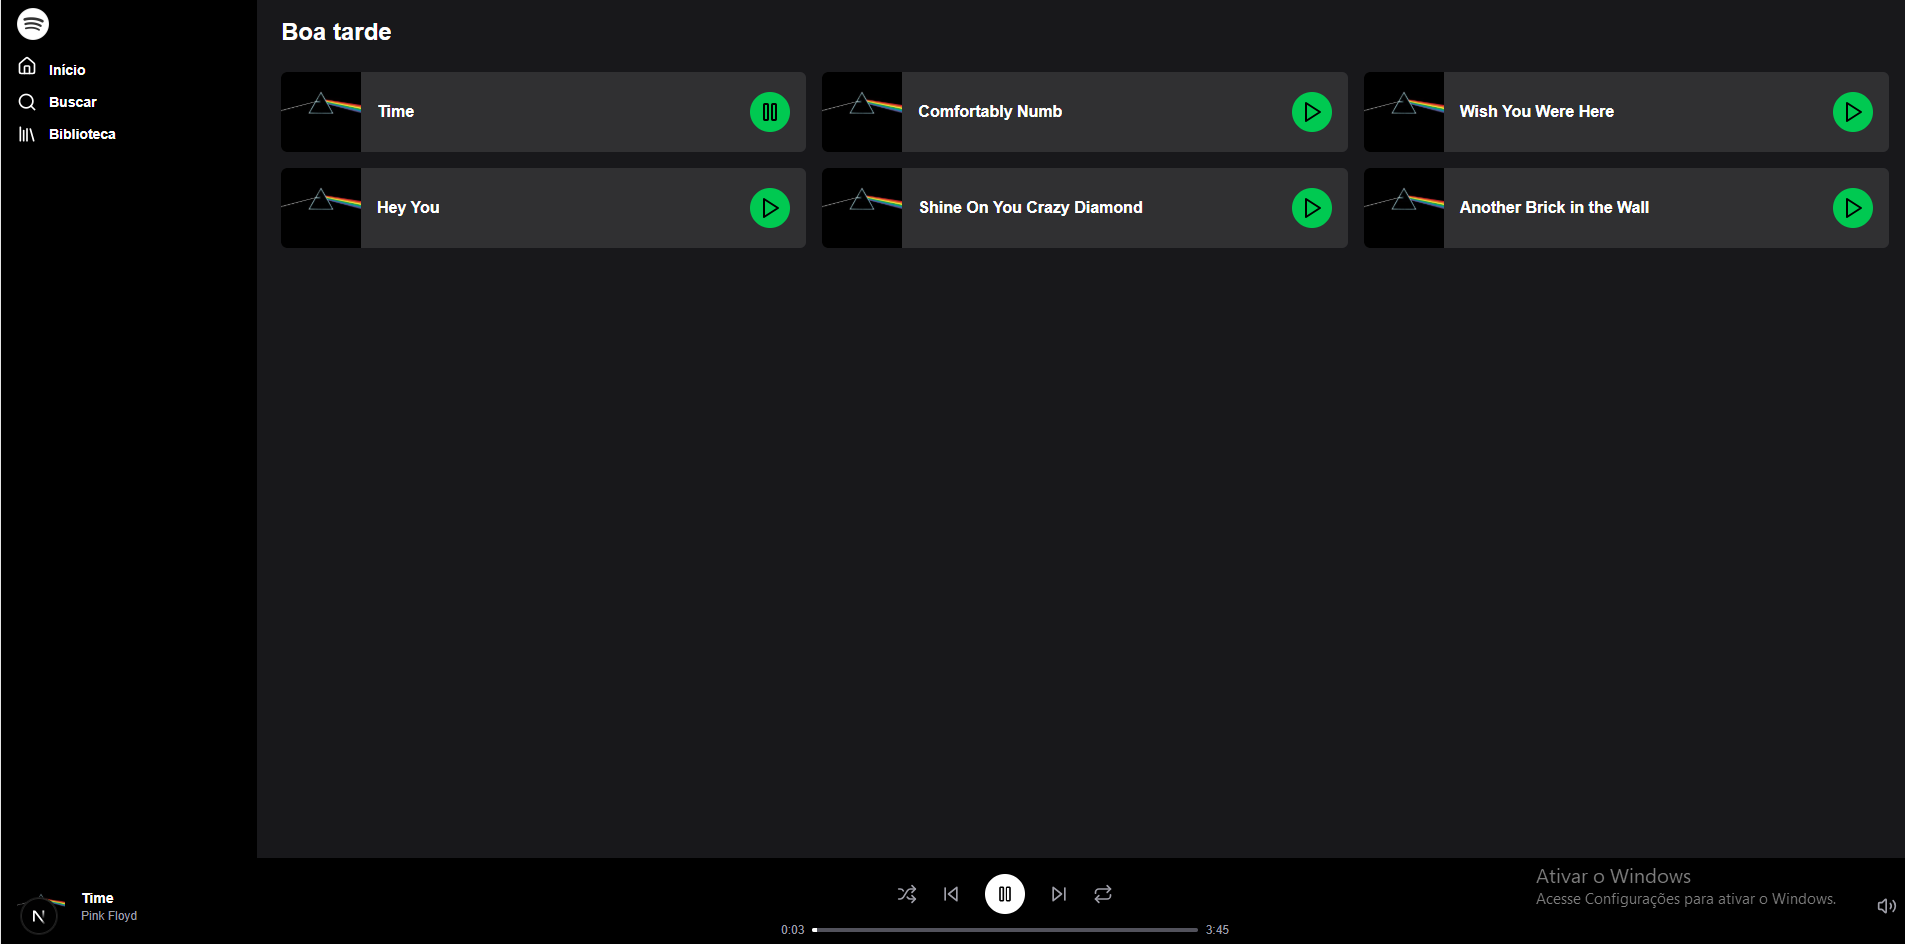 Boa tarde
Início
Buscar
Biblioteca
Time
Comfortably Numb
Wish You Were Here
Hey You
Shine On You Crazy Diamond
Another Brick in the Wall
N
Time
Pink Floyd
0:03
3:45
Ativar o Windows
Acesse Configurações para ativar o Windows.